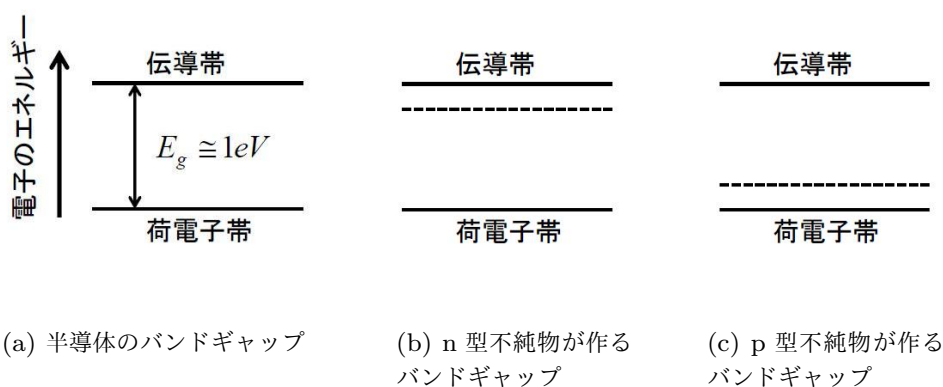 電子のエネルギー
伝導帯
E_g ≅ 1eV
荷電子帯
伝導帯
荷電子帯
伝導帯
荷電子帯
(a) 半導体のバンドギャップ
(b) n 型不純物が作る
バンドギャップ
(c) p 型不純物が作る
バンドギャップ